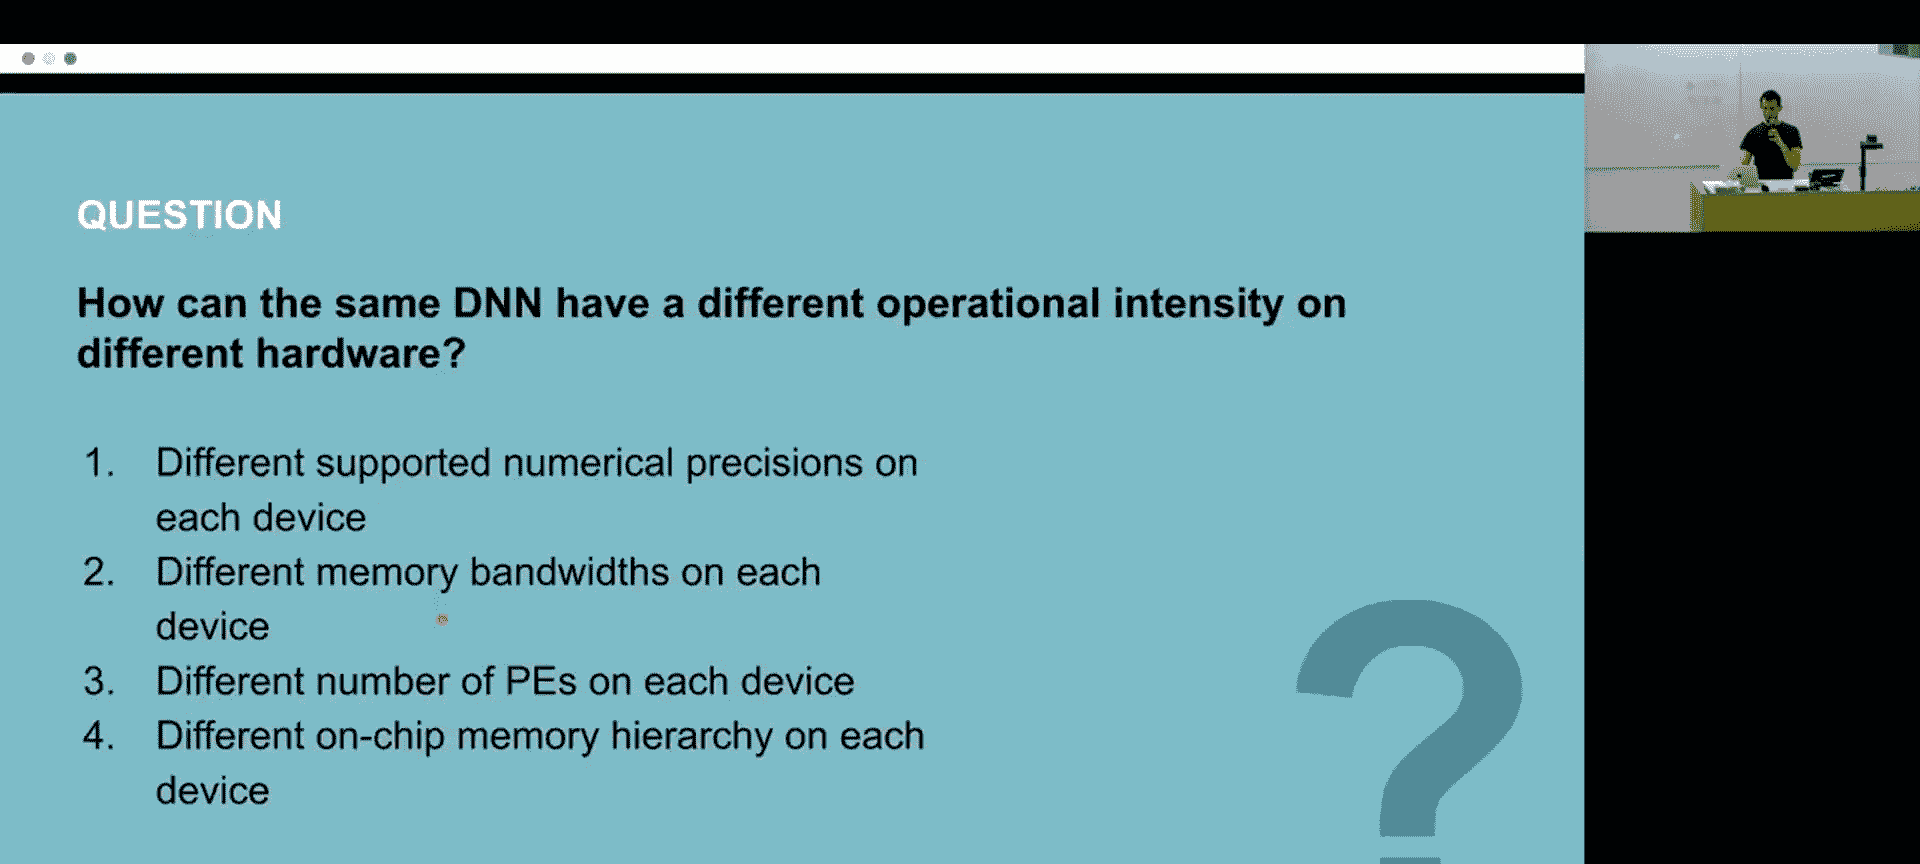 QUESTION
How can the same DNN have a different operational intensity on
different hardware?
1. Different supported numerical precisions on
each device
2. Different memory bandwidths on each
device
3. Different number of PEs on each device
4. Different on-chip memory hierarchy on each
device
?